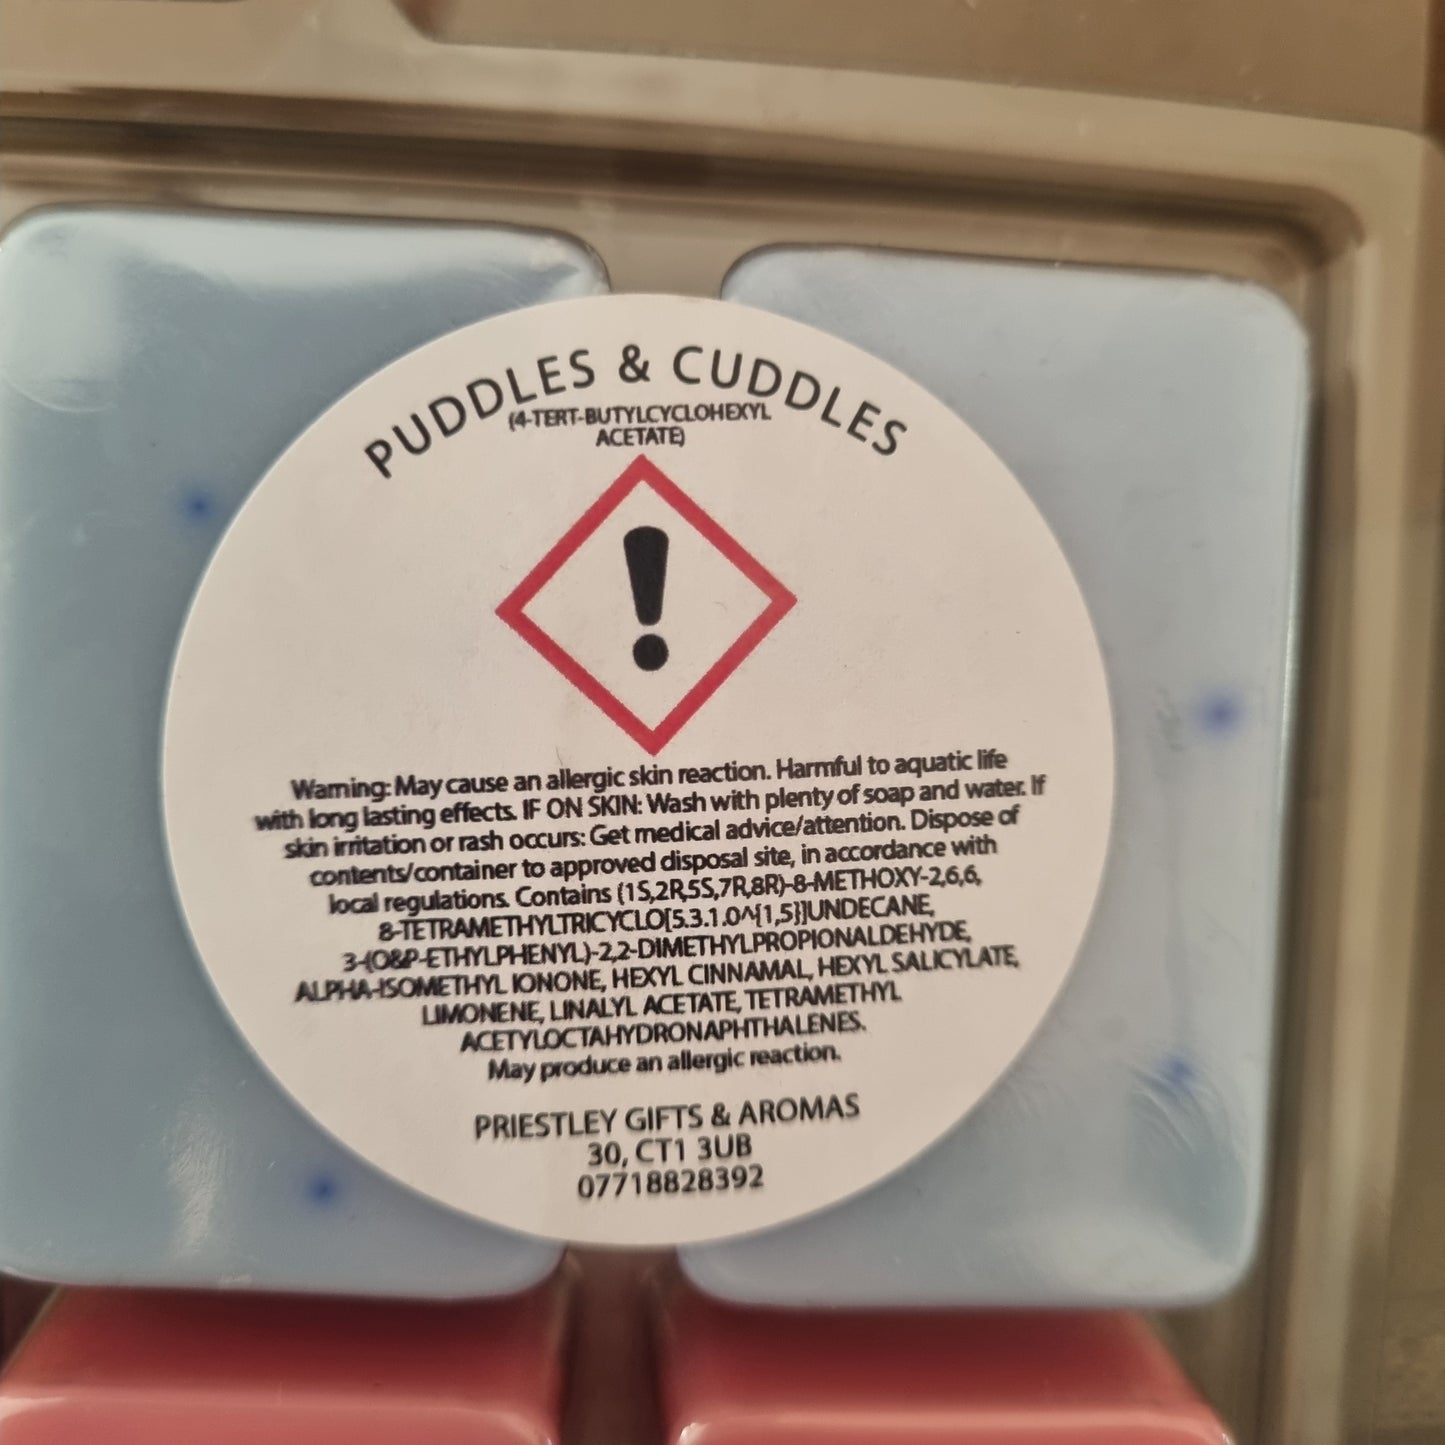 PUDDLES & CUDDLES
(4-TERT-BUTYLCYCLOHEXYL
ACETATE)
!
Warning: May cause an allergic skin reaction. Harmful to aquatic life
with long lasting effects. IF ON SKIN: Wash with plenty of soap and water. If
skin irritation or rash occurs: Get medical advice/attention. Dispose of
contents/container to approved disposal site, in accordance with
local regulations. Contains (1S,2R,5S,7R,8R)-8-METHOXY-2,6,6,
8-TETRAMETHYLTRICYCLO[5.3.1.0^{1,5}]UNDECANE,
3-(O&P-ETHYLPHENYL)-2,2-DIMETHYLPROPIONALDEHYDE,
ALPHA-ISOMETHYL IONONE, HEXYL CINNAMAL, HEXYL SALICYLATE,
LIMONENE, LINALYL ACETATE, TETRAMETHYL
ACETYLOCTAHYDRONAPHTHALENES.
May produce an allergic reaction.
PRIESTLEY GIFTS & AROMAS
30, CT1 3UB
07718828392